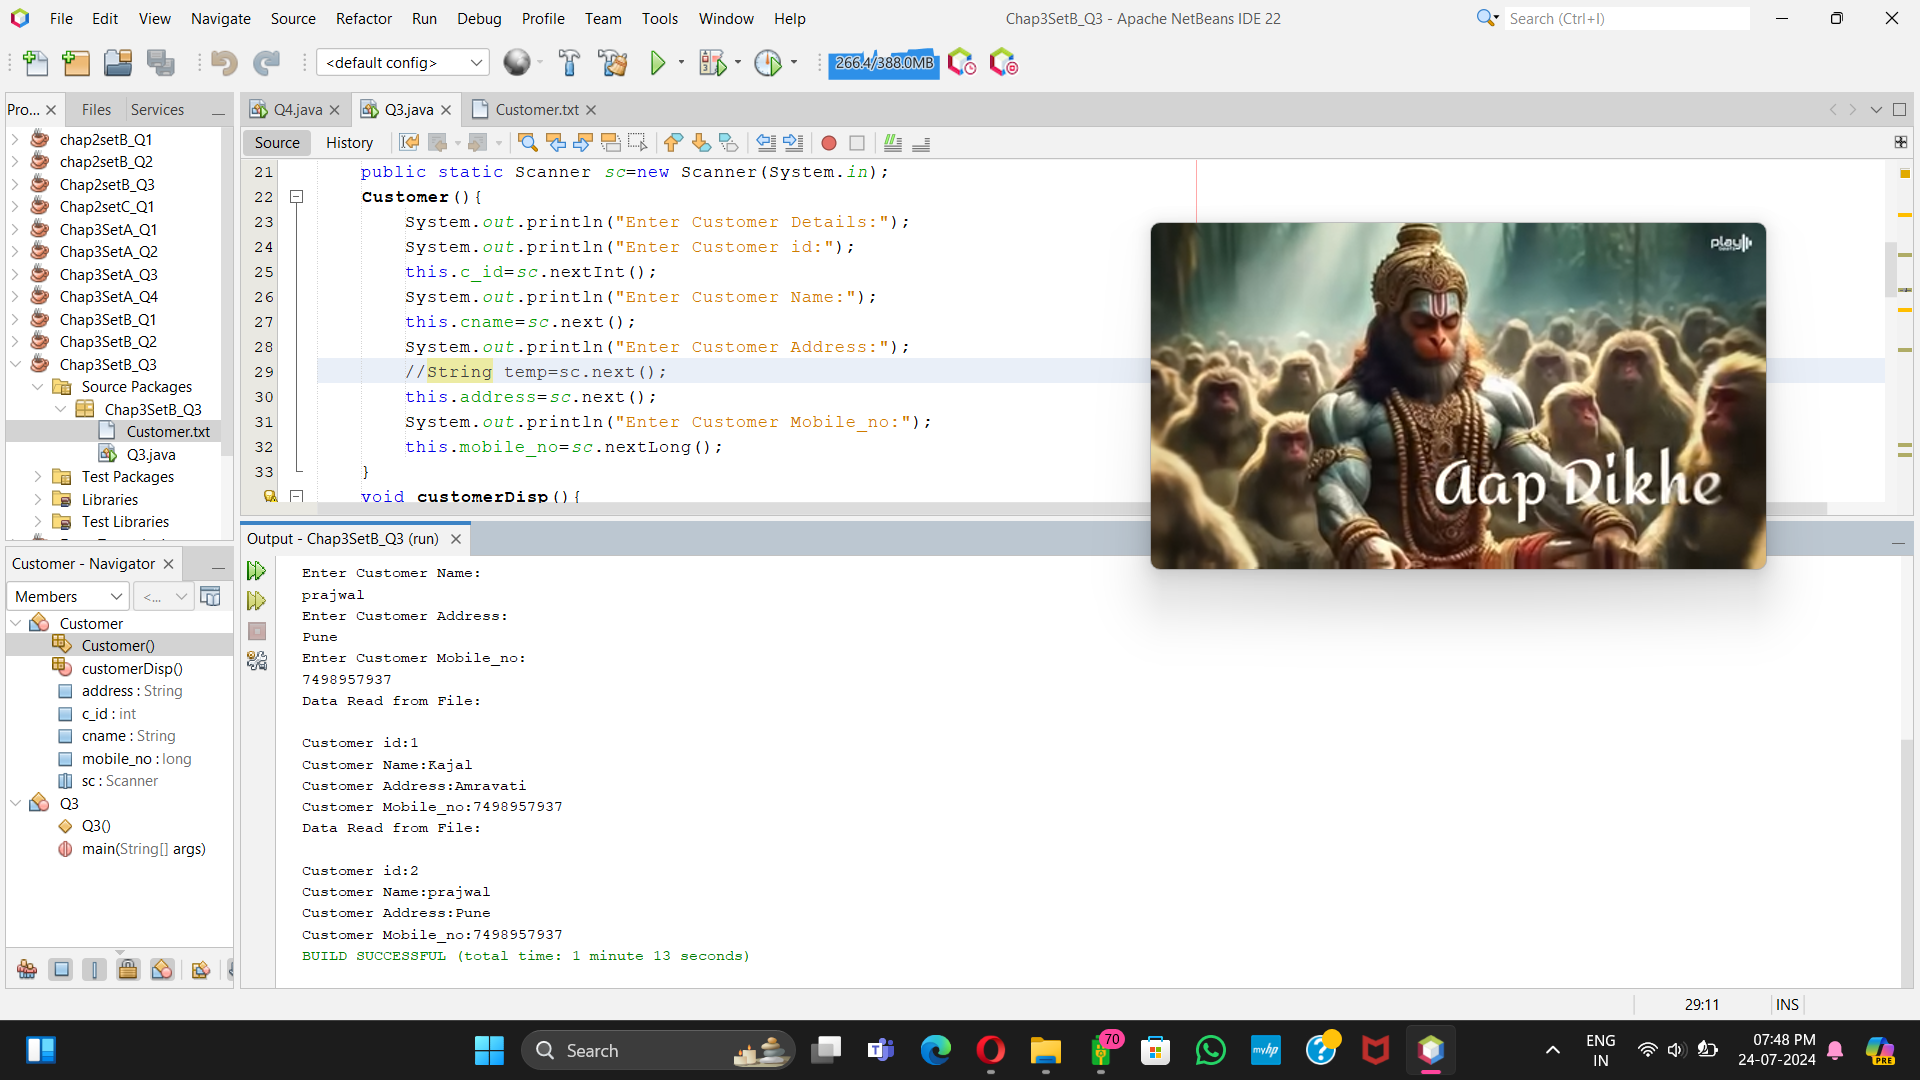 File Edit View Navigate Source Refactor Run Debug Profile Team Tools Window Help
Chap3SetB_Q3 - Apache NetBeans IDE 22
Search (Ctrl+I)
<default config>
266.4/388.0MB
Pro...
Files
Services
Q4.java
Q3.java
Customer.txt
chap2setB_Q1
chap2setB_Q2
Chap2setB_Q3
Chap2setC_Q1
Chap3SetA_Q1
Chap3SetA_Q2
Chap3SetA_Q3
Chap3SetA_Q4
Chap3SetB_Q1
Chap3SetB_Q2
Chap3SetB_Q3
Source Packages
Chap3SetB_Q3
Customer.txt
Q3.java
Test Packages
Libraries
Test Libraries
Source History
21 public static Scanner sc=new Scanner(System.in);
22 Customer(){
23 System.out.println("Enter Customer Details:");
24 System.out.println("Enter Customer id:");
25 this.c_id=sc.nextInt();
26 System.out.println("Enter Customer Name:");
27 this.cname=sc.next();
28 System.out.println("Enter Customer Address:");
29 //String temp=sc.next();
30 this.address=sc.next();
31 System.out.println("Enter Customer Mobile_no:");
32 this.mobile_no=sc.nextLong();
33 }
void customerDisp(){
play
Aap Dikhe
Customer - Navigator
Members
<...
Customer
Customer()
customerDisp()
address : String
c_id : int
cname : String
mobile_no : long
sc : Scanner
Q3
Q3()
main(String[] args)
Output - Chap3SetB_Q3 (run)
Enter Customer Name:
prajwal
Enter Customer Address:
Pune
Enter Customer Mobile_no:
7498957937
Data Read from File:
Customer id:1
Customer Name:Kajal
Customer Address:Amravati
Customer Mobile_no:7498957937
Data Read from File:
Customer id:2
Customer Name:prajwal
Customer Address:Pune
Customer Mobile_no:7498957937
BUILD SUCCESSFUL (total time: 1 minute 13 seconds)
29:11
INS
Search
70
myhp
ENG
IN
07:48 PM
24-07-2024
PRE